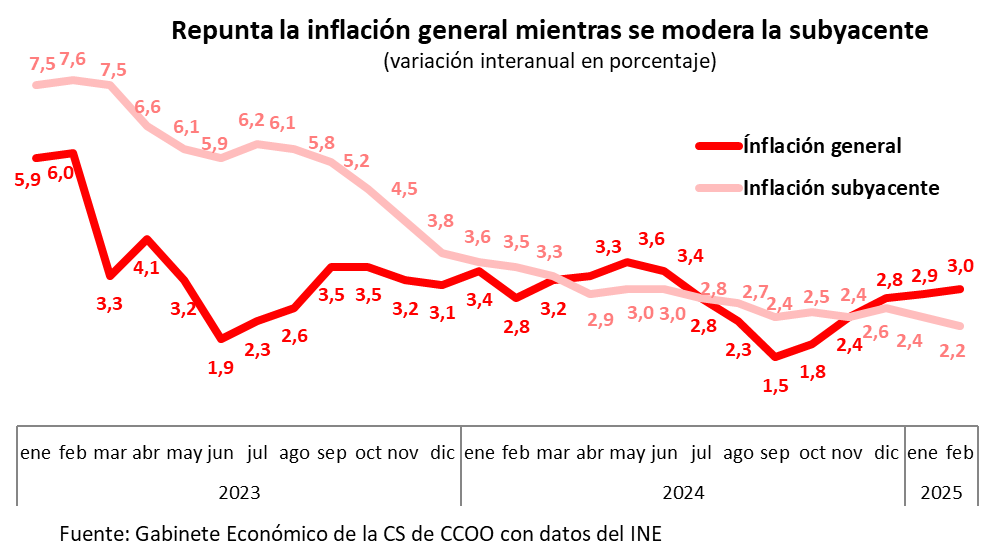 Repunta la inflación general mientras se modera la subyacente
(variación interanual en porcentaje)
7,5 7,6 7,5 6,6 6,1 5,9 6,2 6,1 5,8 5,2 4,5 3,8 3,6 3,5 3,3 2,9 3,0 3,0 2,8 2,7 2,4 2,5 2,4 2,6 2,4 2,2
5,9 6,0 3,3 4,1 3,2 1,9 2,3 2,6 3,5 3,5 3,2 3,1 3,4 2,8 3,2 3,3 3,6 3,4 2,8 2,3 1,5 1,8 2,4 2,8 2,9 3,0
Ínflación general
Inflación subyacente
ene feb mar abr may jun jul ago sep oct nov dic ene feb mar abr may jun jul ago sep oct nov dic ene feb
2023 2024 2025
Fuente: Gabinete Económico de la CS de CCOO con datos del INE